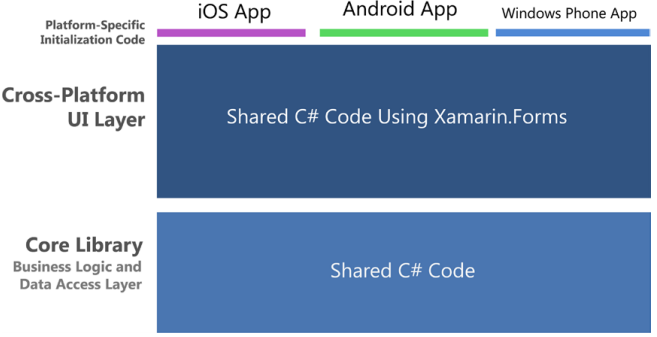 iOS App
Android App
Windows Phone App
Platform-Specific
Initialization Code
Cross-Platform
UI Layer
Shared C# Code Using Xamarin.Forms
Core Library
Business Logic and
Data Access Layer
Shared C# Code